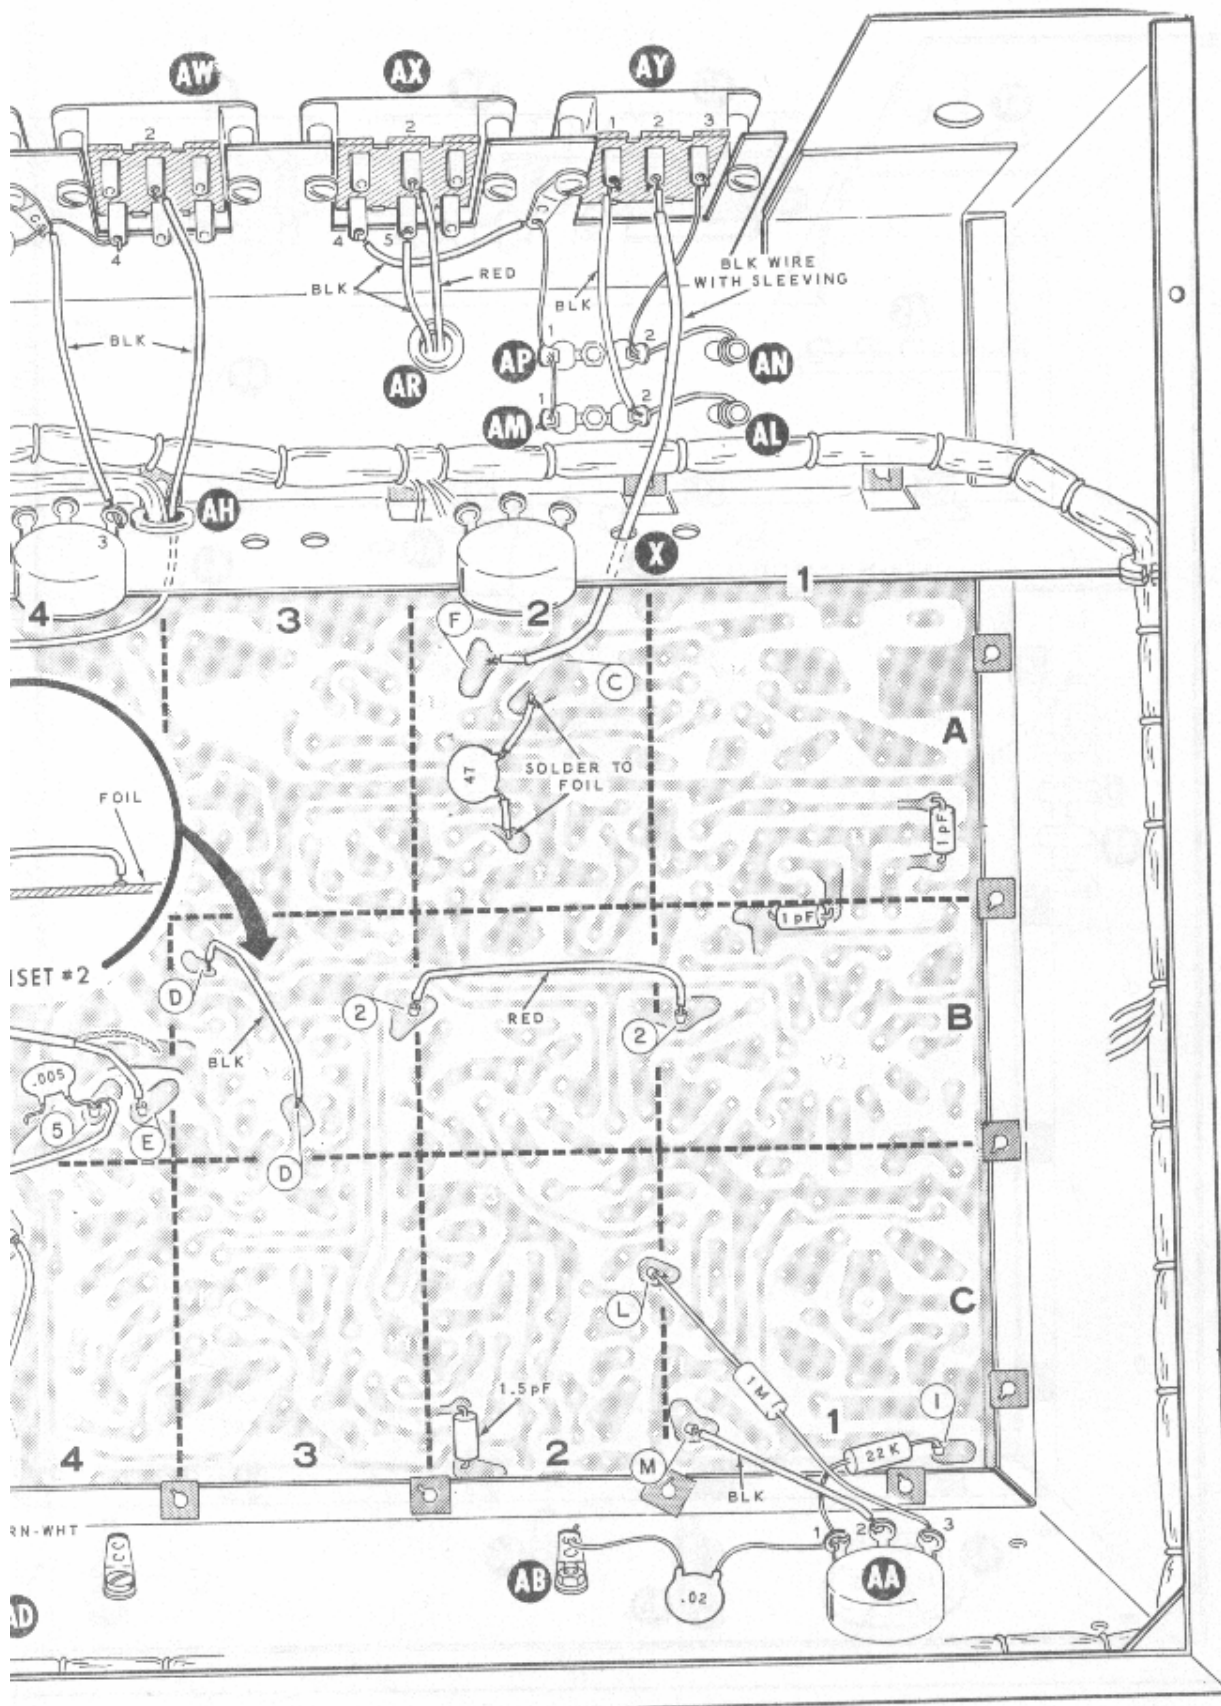 AW
AX
AY
2
2
1 2 3
4
4 5
BLK
RED
BLK
BLK WIRE
WITH SLEEVING
BLK
1 2
AP
AN
AR
1 2
AM
AL
AH
3
X
4
3
2
1
F
C
A
47
SOLDER TO
FOIL
FOIL
1 pF
1 pF
NSET #2
D
2
RED
2
B
BLK
.005
5
E
D
L
C
1.5pF
1 M
1
I
22 K
4
3
2
M
BLK
RN-WHT
1 2 3
AB
AA
.02
AD